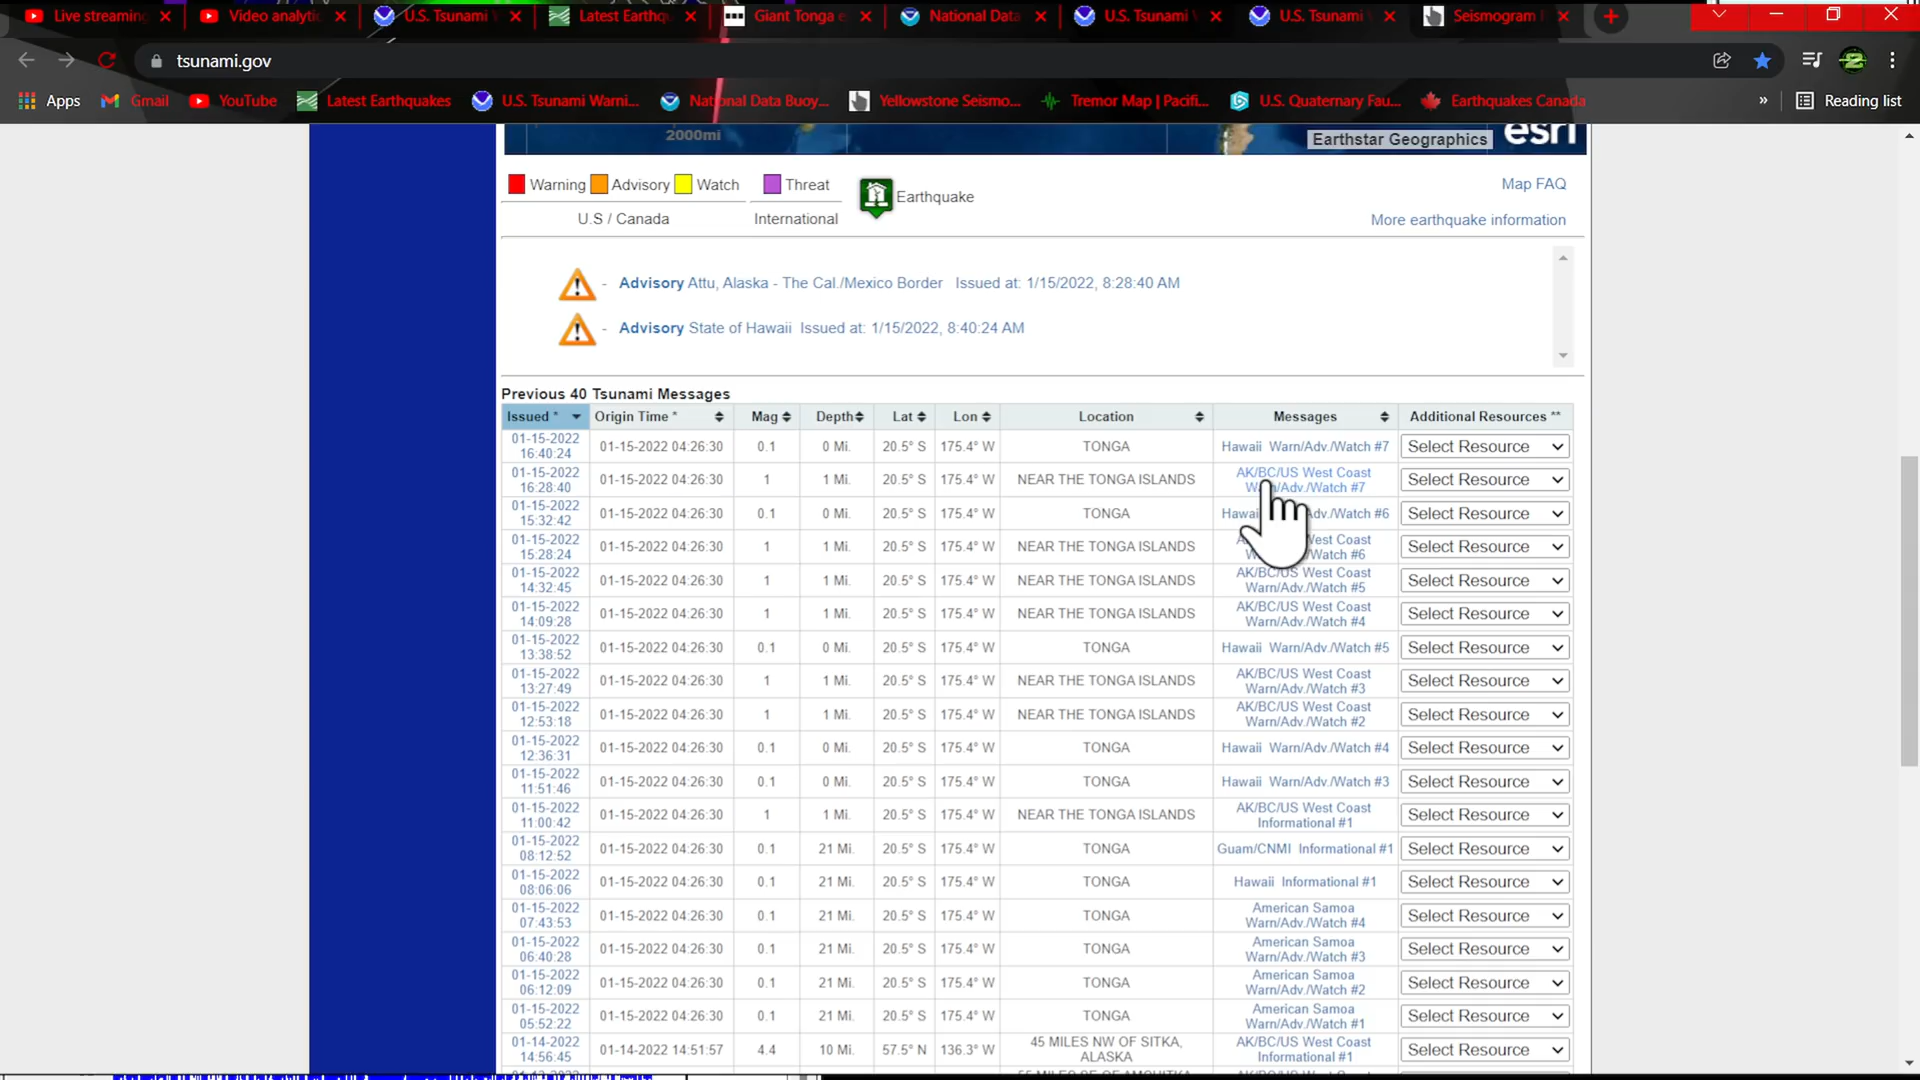 Live streaming
Video analytic
U.S. Tsunami
Latest Earthqu
Giant Tonga
National Data
U.S. Tsunami
U.S. Tsunami
Seismogram
tsunami.gov
Apps
Gmail
YouTube
Latest Earthquakes
U.S. Tsunami Warni...
National Data Buoy...
Yellowstone Seismo...
Tremor Map | Pacifi...
U.S. Quaternary Fau...
Earthquakes Canada
»
Reading list
2000mi
Earthstar Geographics
esri
Warning Advisory Watch Threat Earthquake
U.S / Canada International
Map FAQ
More earthquake information
- Advisory Attu, Alaska - The Cal./Mexico Border Issued at: 1/15/2022, 8:28:40 AM
- Advisory State of Hawaii Issued at: 1/15/2022, 8:40:24 AM
Previous 40 Tsunami Messages
Issued * Origin Time * Mag Depth Lat Lon Location Messages Additional Resources **
01-15-2022
16:40:24 01-15-2022 04:26:30 0.1 0 Mi. 20.5° S 175.4° W TONGA Hawaii Warn/Adv./Watch #7 Select Resource
01-15-2022 AK/BC/US West Coast
16:28:40 01-15-2022 04:26:30 1 1 Mi. 20.5° S 175.4° W NEAR THE TONGA ISLANDS Warn/Adv./Watch #7 Select Resource
01-15-2022
15:32:42 01-15-2022 04:26:30 0.1 0 Mi. 20.5° S 175.4° W TONGA Hawaii Adv./Watch #6 Select Resource
01-15-2022 West Coast
15:28:24 01-15-2022 04:26:30 1 1 Mi. 20.5° S 175.4° W NEAR THE TONGA ISLANDS Watch #6 Select Resource
01-15-2022 AK/BC/US West Coast
14:32:45 01-15-2022 04:26:30 1 1 Mi. 20.5° S 175.4° W NEAR THE TONGA ISLANDS Warn/Adv./Watch #5 Select Resource
01-15-2022 AK/BC/US West Coast
14:09:28 01-15-2022 04:26:30 1 1 Mi. 20.5° S 175.4° W NEAR THE TONGA ISLANDS Warn/Adv./Watch #4 Select Resource
01-15-2022
13:38:52 01-15-2022 04:26:30 0.1 0 Mi. 20.5° S 175.4° W TONGA Hawaii Warn/Adv./Watch #5 Select Resource
01-15-2022 AK/BC/US West Coast
13:27:49 01-15-2022 04:26:30 1 1 Mi. 20.5° S 175.4° W NEAR THE TONGA ISLANDS Warn/Adv./Watch #3 Select Resource
01-15-2022 AK/BC/US West Coast
12:53:18 01-15-2022 04:26:30 1 1 Mi. 20.5° S 175.4° W NEAR THE TONGA ISLANDS Warn/Adv./Watch #2 Select Resource
01-15-2022
12:36:31 01-15-2022 04:26:30 0.1 0 Mi. 20.5° S 175.4° W TONGA Hawaii Warn/Adv./Watch #4 Select Resource
01-15-2022
11:51:46 01-15-2022 04:26:30 0.1 0 Mi. 20.5° S 175.4° W TONGA Hawaii Warn/Adv./Watch #3 Select Resource
01-15-2022 AK/BC/US West Coast
11:00:42 01-15-2022 04:26:30 1 1 Mi. 20.5° S 175.4° W NEAR THE TONGA ISLANDS Informational #1 Select Resource
01-15-2022
08:12:52 01-15-2022 04:26:30 0.1 21 Mi. 20.5° S 175.4° W TONGA Guam/CNMI Informational #1 Select Resource
01-15-2022
08:06:06 01-15-2022 04:26:30 0.1 21 Mi. 20.5° S 175.4° W TONGA Hawaii Informational #1 Select Resource
01-15-2022 American Samoa
07:43:53 01-15-2022 04:26:30 0.1 21 Mi. 20.5° S 175.4° W TONGA Warn/Adv./Watch #4 Select Resource
01-15-2022 American Samoa
06:40:28 01-15-2022 04:26:30 0.1 21 Mi. 20.5° S 175.4° W TONGA Warn/Adv./Watch #3 Select Resource
01-15-2022 American Samoa
06:12:09 01-15-2022 04:26:30 0.1 21 Mi. 20.5° S 175.4° W TONGA Warn/Adv./Watch #2 Select Resource
01-15-2022 American Samoa
05:52:22 01-15-2022 04:26:30 0.1 21 Mi. 20.5° S 175.4° W TONGA Warn/Adv./Watch #1 Select Resource
01-14-2022 45 MILES NW OF SITKA, AK/BC/US West Coast
14:56:45 01-14-2022 14:51:57 4.4 10 Mi. 57.5° N 136.3° W ALASKA Informational #1 Select Resource